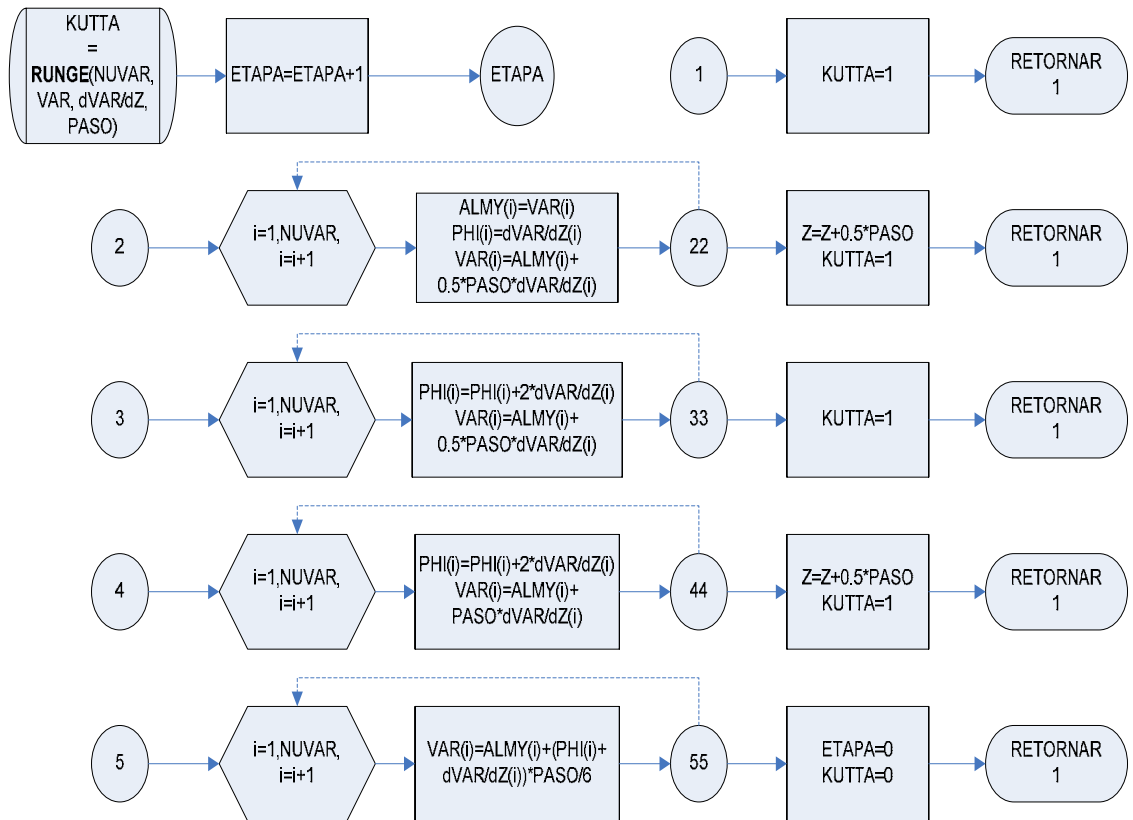 KUTTA
=
RUNGE(NUVAR,
VAR, dVAR/dZ,
PASO)
ETAPA=ETAPA+1
ETAPA
1
KUTTA=1
RETORNAR
1
2
i=1,NUVAR,
i=i+1
ALMY(i)=VAR(i)
PHI(i)=dVAR/dZ(i)
VAR(i)=ALMY(i)+
0.5*PASO*dVAR/dZ(i)
22
Z=Z+0.5*PASO
KUTTA=1
RETORNAR
1
3
i=1,NUVAR,
i=i+1
PHI(i)=PHI(i)+2*dVAR/dZ(i)
VAR(i)=ALMY(i)+
0.5*PASO*dVAR/dZ(i)
33
KUTTA=1
RETORNAR
1
4
i=1,NUVAR,
i=i+1
PHI(i)=PHI(i)+2*dVAR/dZ(i)
VAR(i)=ALMY(i)+
PASO*dVAR/dZ(i)
44
Z=Z+0.5*PASO
KUTTA=1
RETORNAR
1
5
i=1,NUVAR,
i=i+1
VAR(i)=ALMY(i)+(PHI(i)+
dVAR/dZ(i))*PASO/6
55
ETAPA=0
KUTTA=0
RETORNAR
1